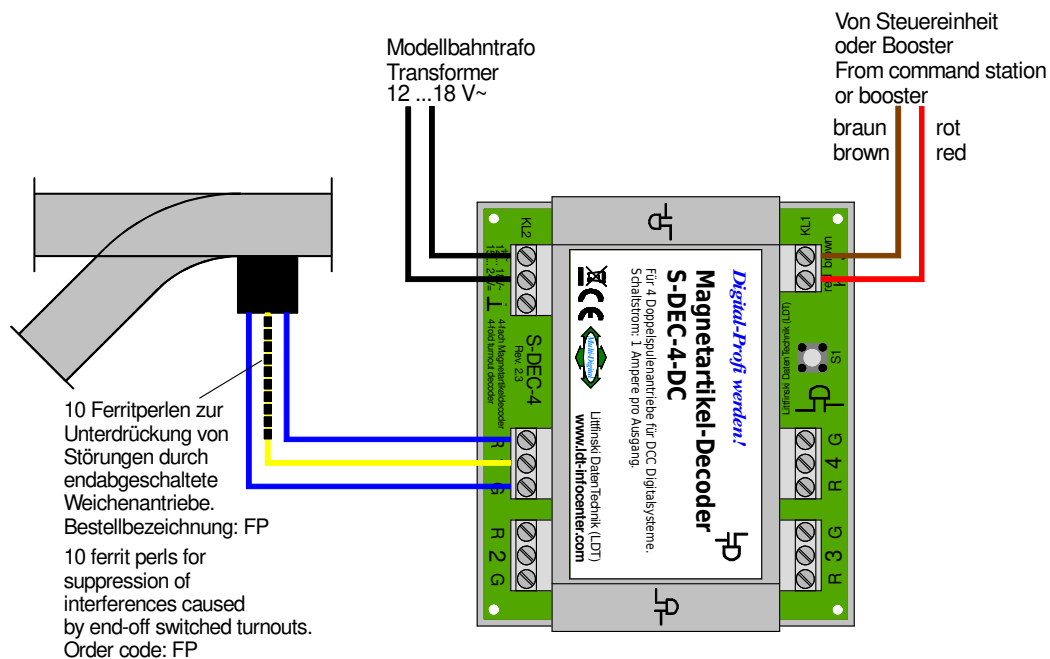 Modellbahntrafo
Transformer
12 ...18 V~
Von Steuereinheit
oder Booster
From command station
or booster
braun
brown
rot
red
KL2
KL1
red
brown
S-DEC-4
Rev. 2.3
4-fach Magnetartikeldecoder
4-fold turnout decoder
Digital-Profi werden!
Magnetartikel-Decoder
S-DEC-4-DC
Für 4 Doppelspulenantriebe für DCC Digitalsysteme.
Schaltstrom: 1 Ampere pro Ausgang.
CE
Multi-Digital
Littfinski DatenTechnik (LDT)
www.ldt-infocenter.com
S1
Littfinski DatenTechnik (LDT)
R
G
R 2 G
R 4 G
R 3 G
10 Ferritperlen zur
Unterdrückung von
Störungen durch
endabgeschaltete
Weichenantriebe.
Bestellbezeichnung: FP
10 ferrit perls for
suppression of
interferences caused
by end-off switched turnouts.
Order code: FP